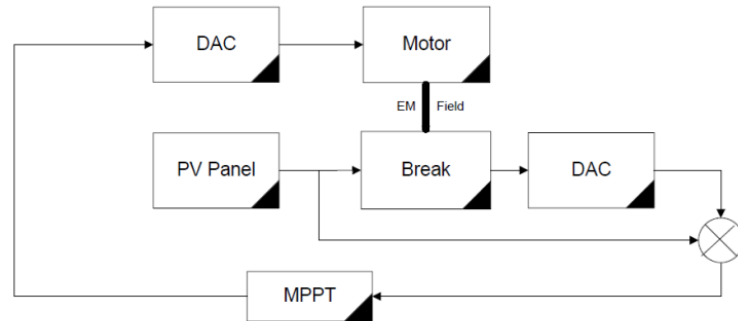 DAC
Motor
EM Field
PV Panel
Break
DAC
MPPT